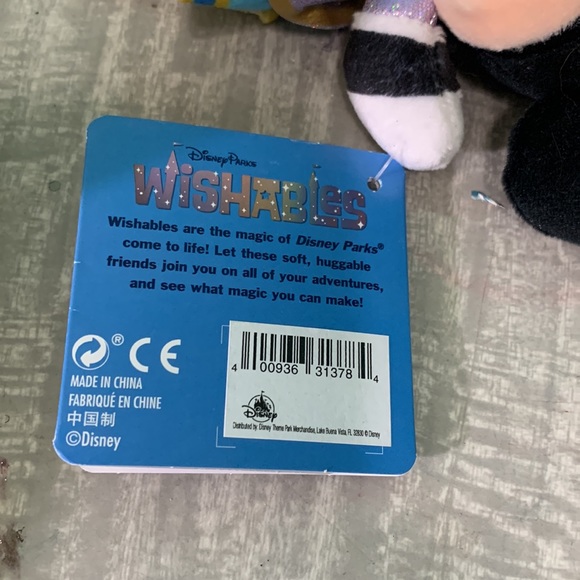 Disney Parks
WISHABLES
Wishables are the magic of Disney Parks®
come to life! Let these soft, huggable
friends join you on all of your adventures,
and see what magic you can make!
® CE
MADE IN CHINA
FABRIQUÉ EN CHINE
中国制
©Disney
4 00936 31378 4
Disney
Distributed by: Disney Theme Park Merchandise, Lake Buena Vista, FL 32830 © Disney